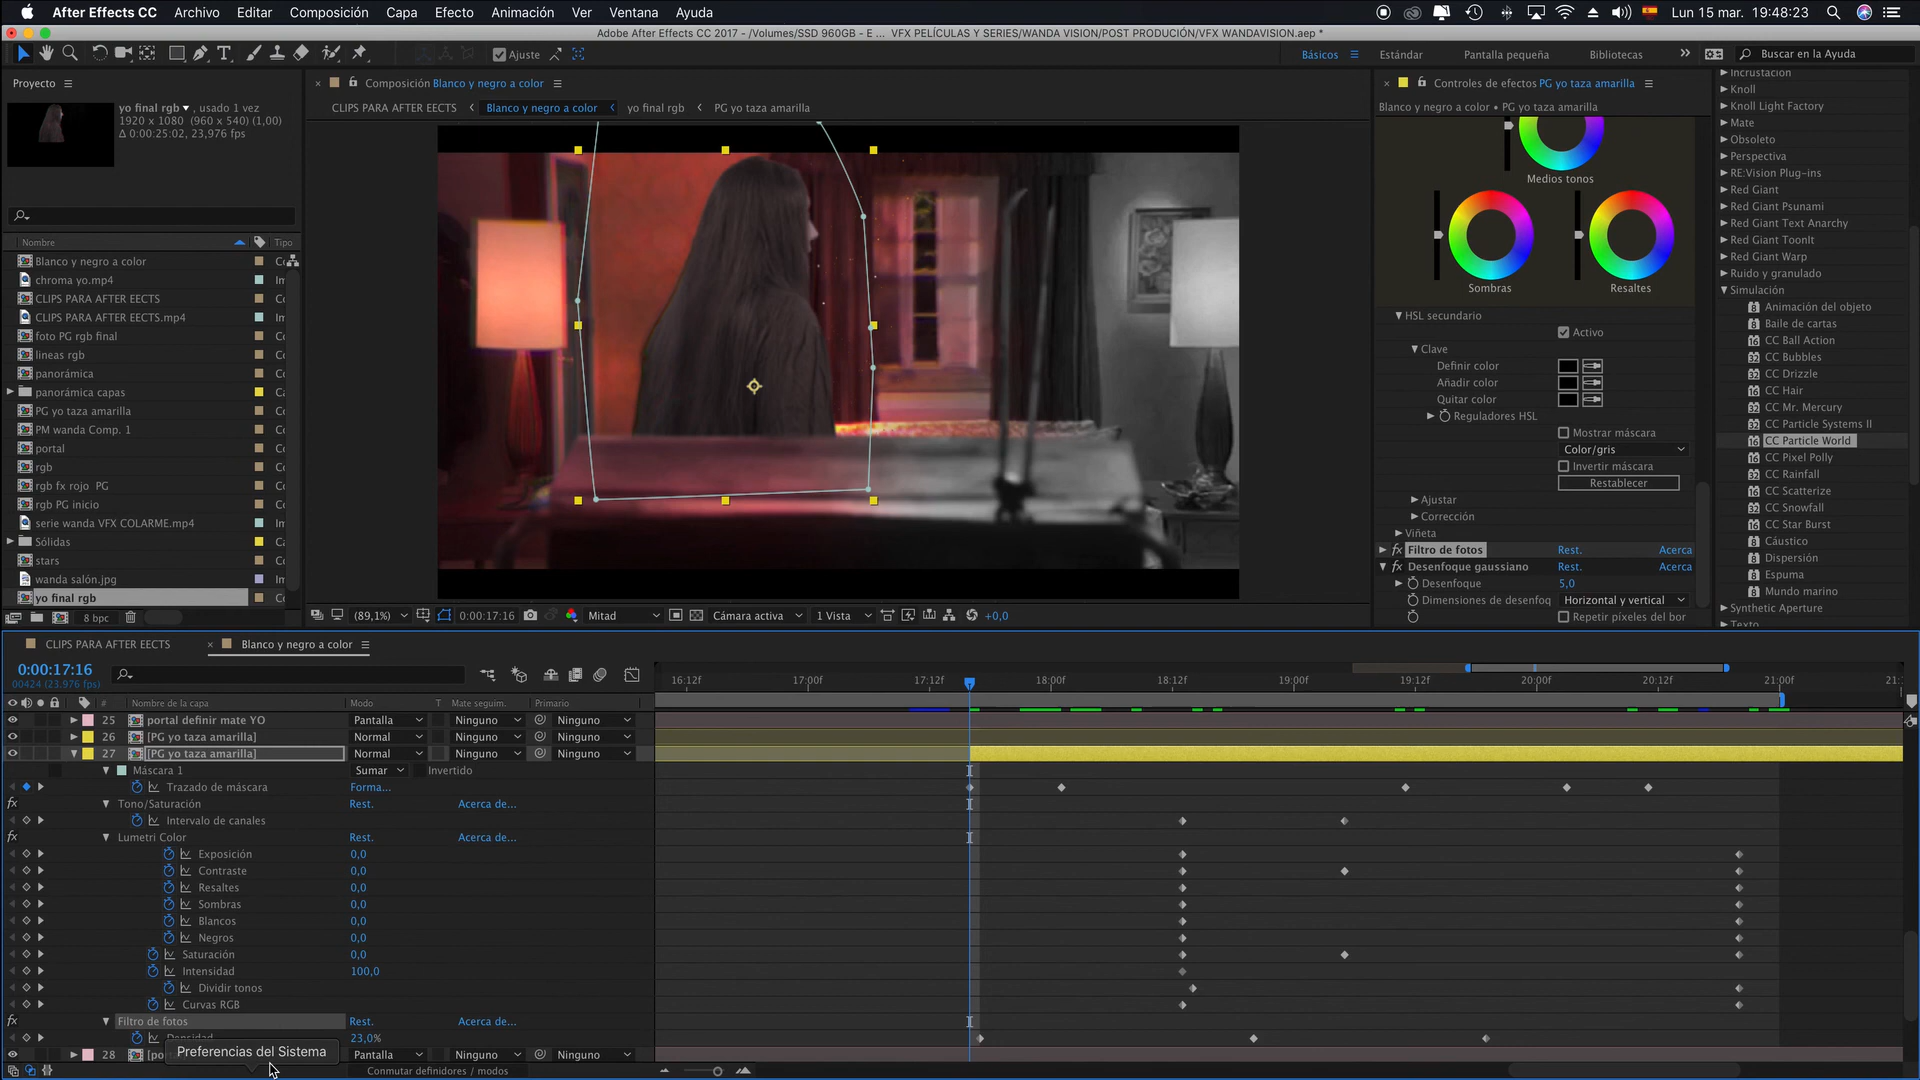 After Effects CC Archivo Editar Composición Capa Efecto Animación Ver Ventana Ayuda Lun 15 mar. 19:48:23
Adobe After Effects CC 2017 - /Volumes/SSD 960GB - E ... VFX PELÍCULAS Y SERIES/WANDA VISION/POST PRODUCIÓN/VFX WANDAVISION.aep *
Ajuste Básicos Estándar Pantalla pequeña Bibliotecas Buscar en la Ayuda
Proyecto
yo final rgb, usado 1 vez
1920 x 1080 (960 x 540) (1,00)
Δ 0:00:25:02, 23,976 fps
Nombre Tipo
Blanco y negro a color
chroma yo.mp4
CLIPS PARA AFTER EECTS
CLIPS PARA AFTER EECTS.mp4
foto PG rgb final
lineas rgb
panorámica
panorámica capas
PG yo taza amarilla
PM wanda Comp. 1
portal
rgb
rgb fx rojo PG
rgb PG inicio
serie wanda VFX COLARME.mp4
Sólidas
stars
wanda salón.jpg
yo final rgb
8 bpc
Composición Blanco y negro a color
CLIPS PARA AFTER EECTS Blanco y negro a color yo final rgb PG yo taza amarilla
(89,1%) 0:00:17:16 Mitad Cámara activa 1 Vista +0,0
Controles de efectos PG yo taza amarilla
Blanco y negro a color • PG yo taza amarilla
Medios tonos
Sombras Resaltes
HSL secundario
Activo
Clave
Definir color
Añadir color
Quitar color
Reguladores HSL
Mostrar máscara
Color/gris
Invertir máscara
Restablecer
Ajustar
Corrección
Viñeta
fx Filtro de fotos Rest. Acerca
fx Desenfoque gaussiano Rest. Acerca
Desenfoque 5,0
Dimensiones de desenfoq Horizontal y vertical
Repetir píxeles del bor
Incrustación
Knoll
Knoll Light Factory
Mate
Obsoleto
Perspectiva
RE:Vision Plug-ins
Red Giant
Red Giant Psunami
Red Giant Text Anarchy
Red Giant ToonIt
Red Giant Warp
Ruido y granulado
Simulación
Animación del objeto
Baile de cartas
CC Ball Action
CC Bubbles
CC Drizzle
CC Hair
CC Mr. Mercury
CC Particle Systems II
CC Particle World
CC Pixel Polly
CC Rainfall
CC Scatterize
CC Snowfall
CC Star Burst
Cáustico
Dispersión
Espuma
Mundo marino
Synthetic Aperture
Texto
CLIPS PARA AFTER EECTS Blanco y negro a color
0:00:17:16
00424 (23.976 fps)
16:12f 17:00f 17:12f 18:00f 18:12f 19:00f 19:12f 20:00f 20:12f 21:00f
# Nombre de la capa Modo T Mate seguim. Primario
25 portal definir mate YO Pantalla Ninguno Ninguno
26 [PG yo taza amarilla] Normal Ninguno Ninguno
27 [PG yo taza amarilla] Normal Ninguno Ninguno
Máscara 1 Sumar Invertido
Trazado de máscara Forma...
fx Tono/Saturación Rest. Acerca de...
Intervalo de canales
fx Lumetri Color Rest. Acerca de...
Exposición 0,0
Contraste 0,0
Resaltes 0,0
Sombras 0,0
Blancos 0,0
Negros 0,0
Saturación 0,0
Intensidad 100,0
Dividir tonos
Curvas RGB
fx Filtro de fotos Rest. Acerca de...
Densidad 23,0%
Preferencias del Sistema
28 Pantalla Ninguno Ninguno
Conmutar definidores / modos